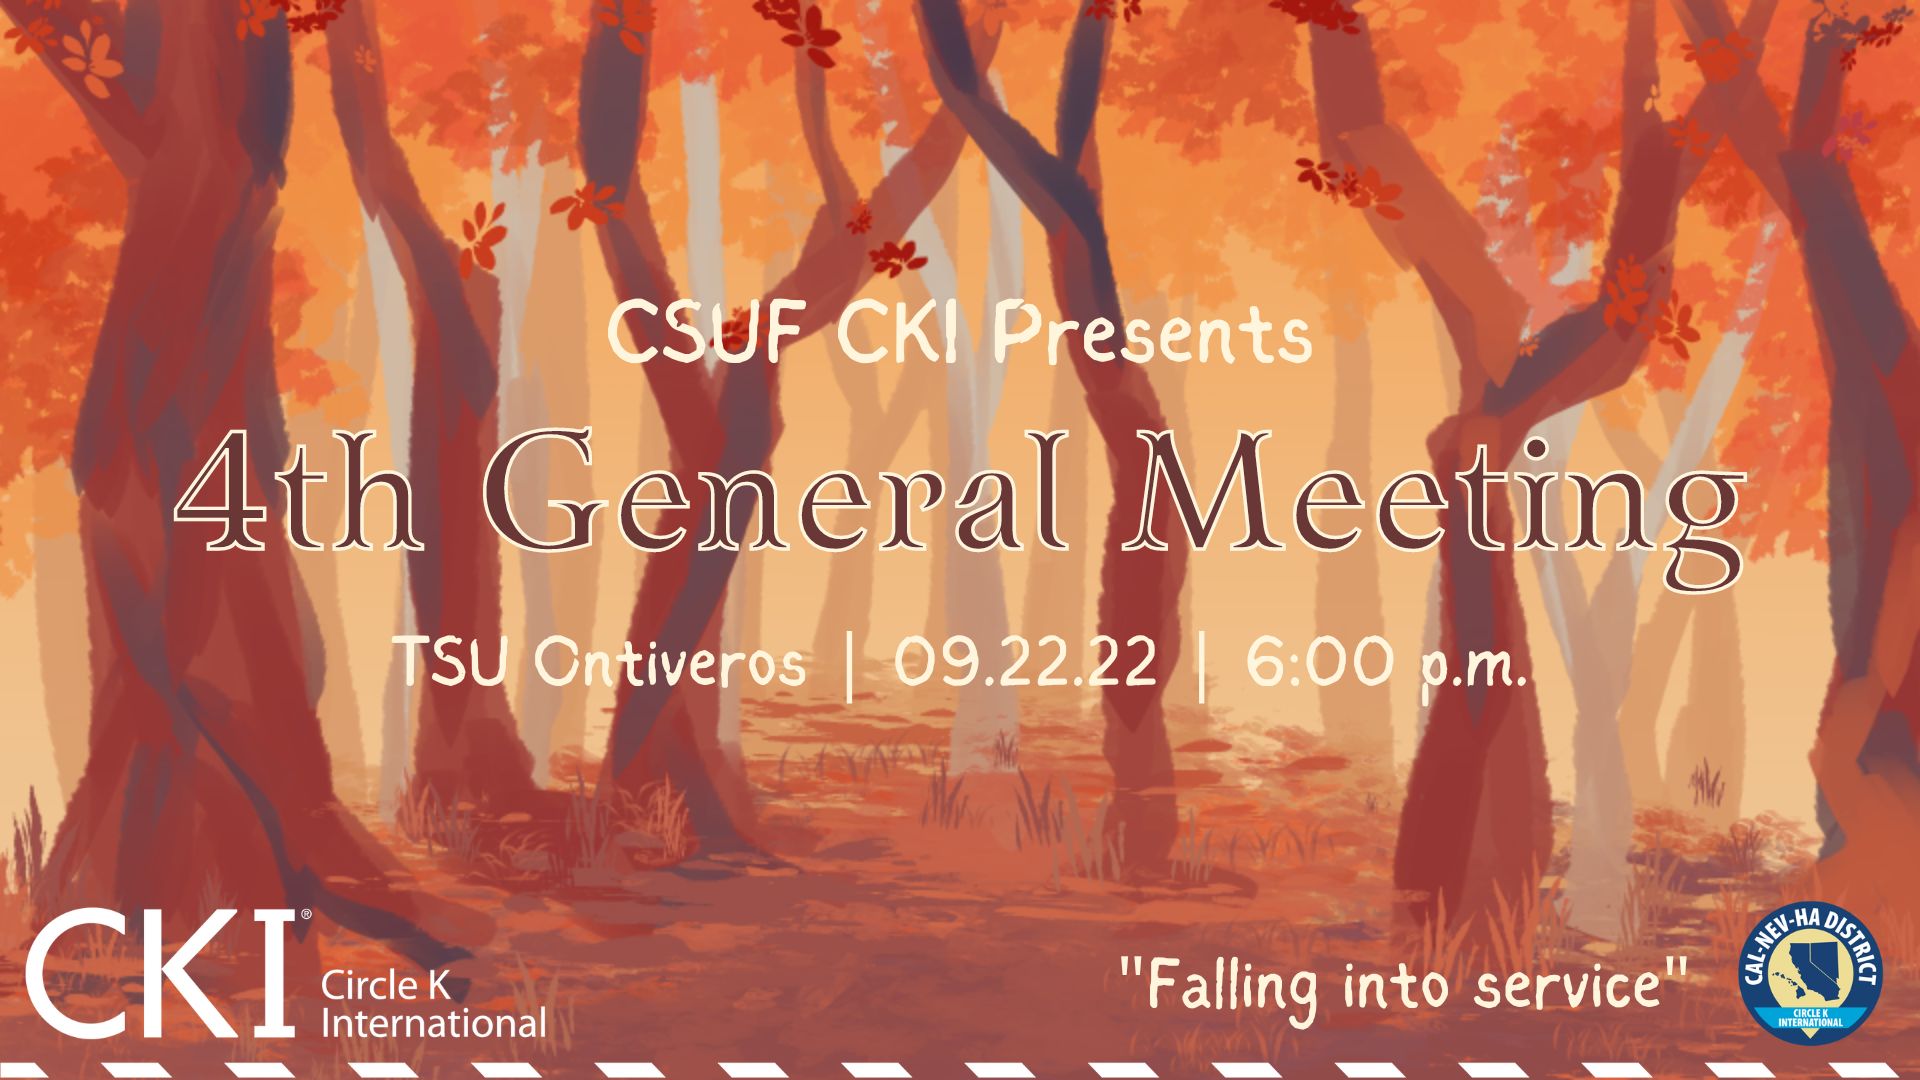 CSUF CKI Presents
4th General Meeting
TSU Ontiveros | 09.22.22 | 6:00 p.m.
CKI®
Circle K
International
"Falling into service"
CAL-NEV-HA DISTRICT
CIRCLE K
INTERNATIONAL